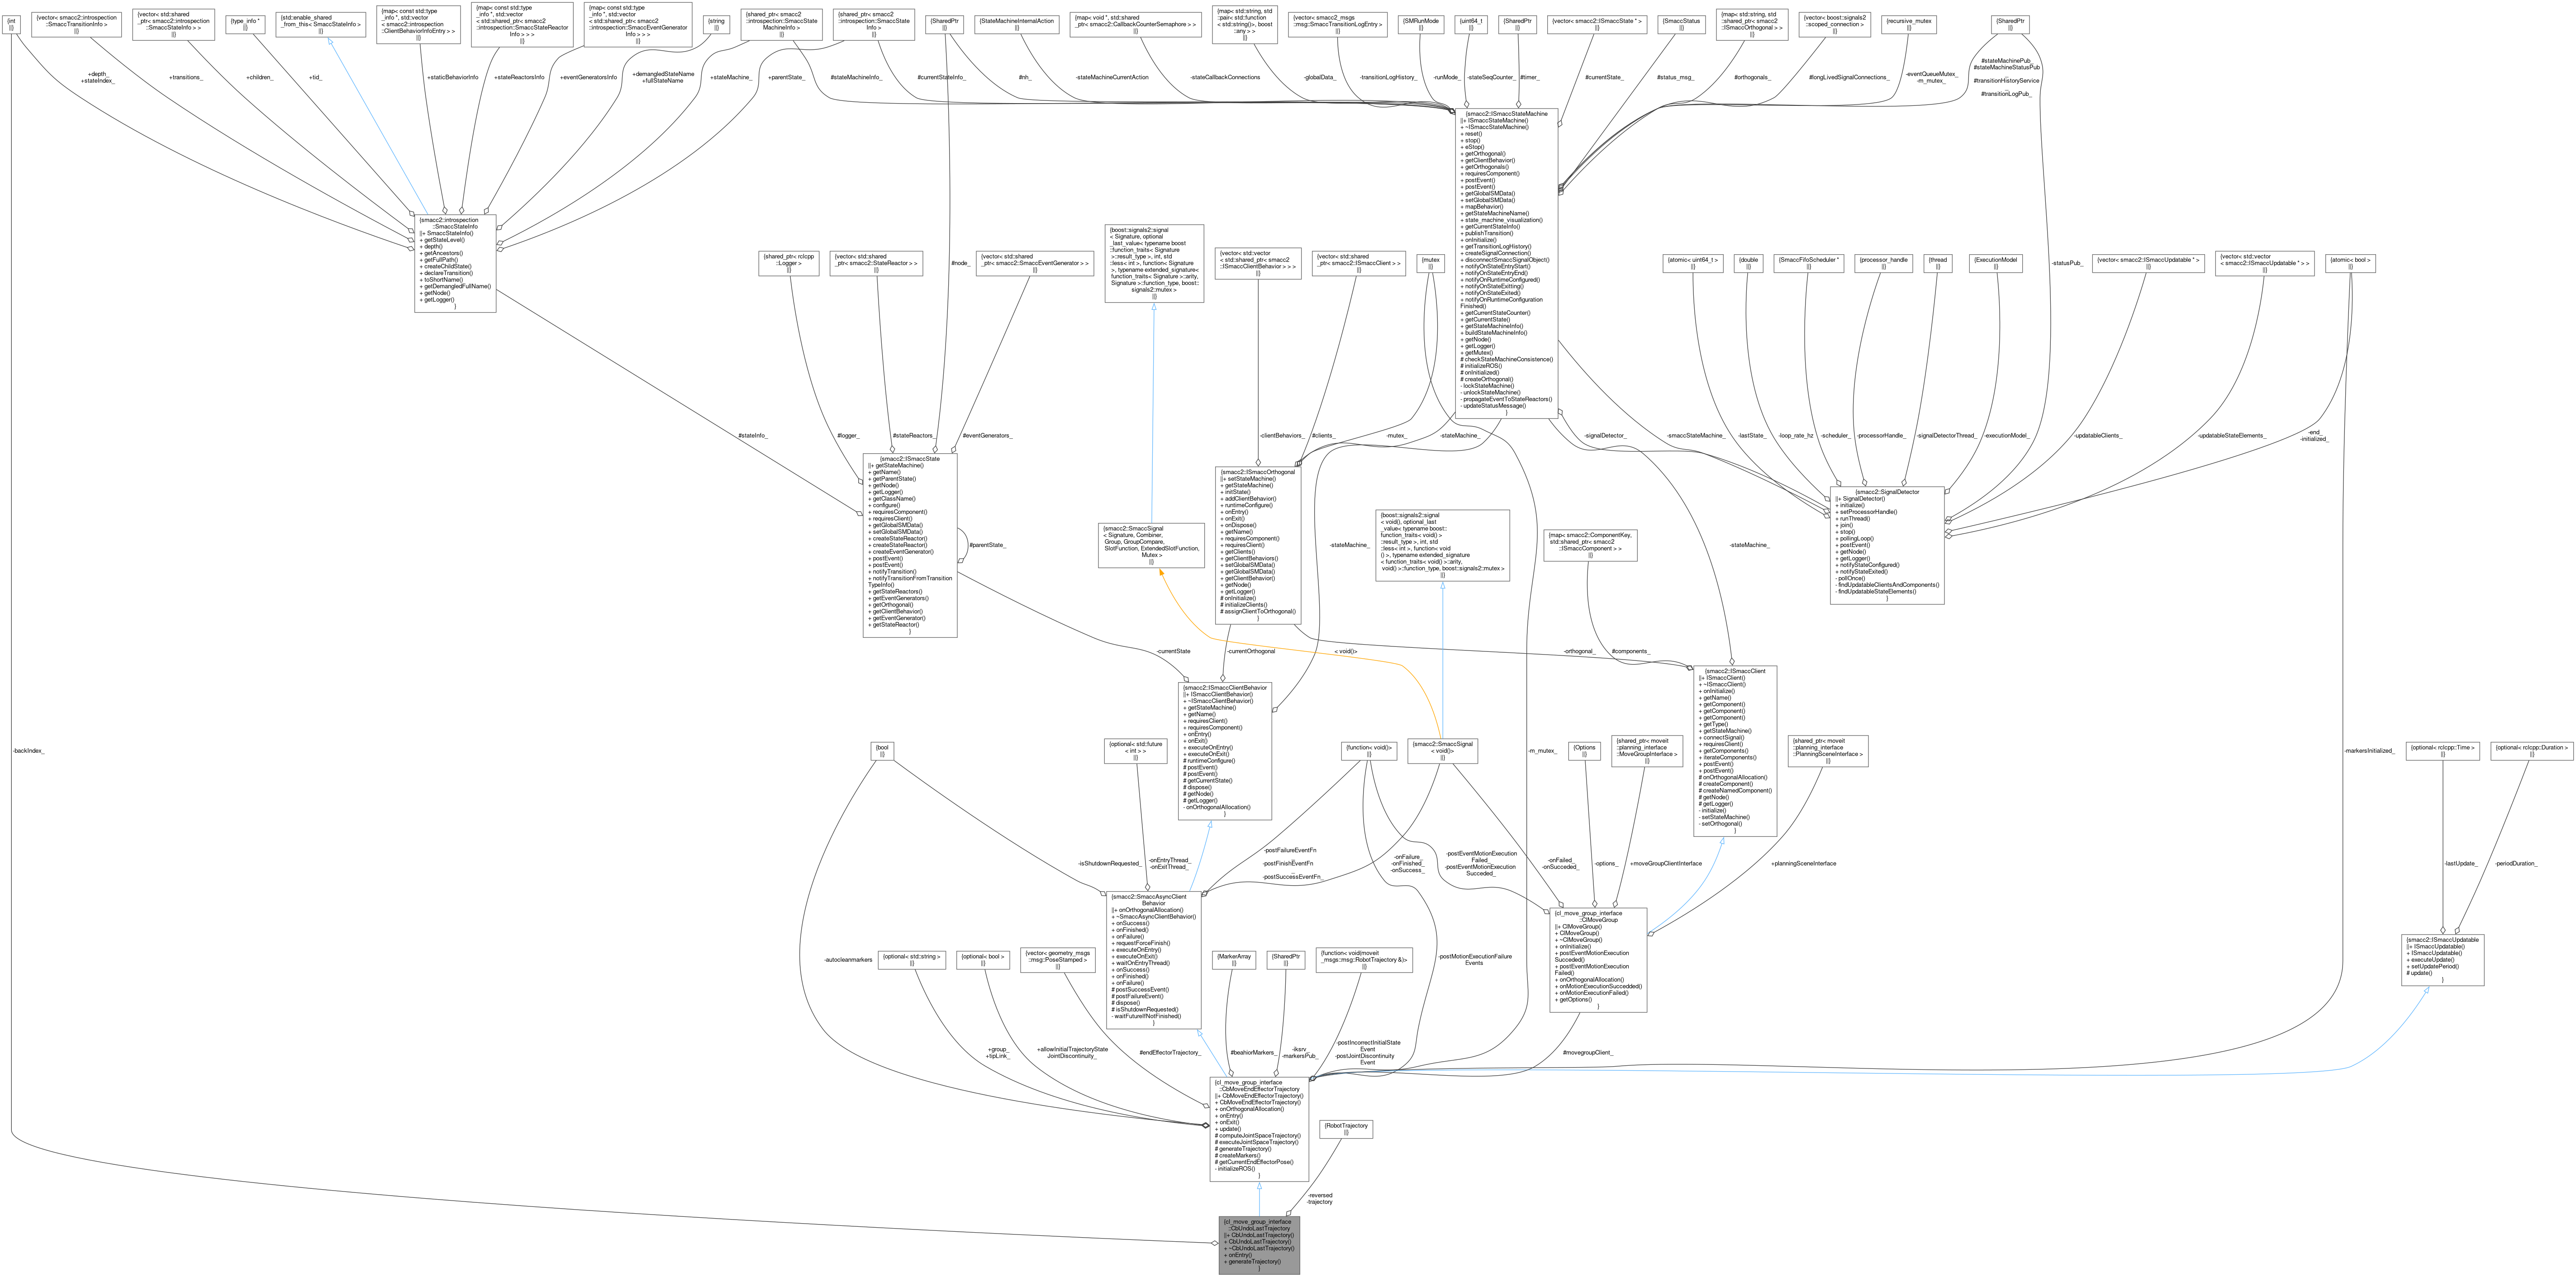 {int
||}
{vector< smacc2::introspection
::SmaccTransitionInfo >
||}
{vector< std::shared
_ptr< smacc2::introspection
::SmaccStateInfo > >
||}
{type_info *
||}
{std::enable_shared
_from_this< SmaccStateInfo >
||}
{map< const std::type
_info *, std::vector
< smacc2::introspection
::ClientBehaviorInfoEntry > >
||}
{map< const std::type
_info *, std::vector
< std::shared_ptr< smacc2
::introspection::SmaccStateReactor
Info > > >
||}
{map< const std::type
_info *, std::vector
< std::shared_ptr< smacc2
::introspection::SmaccEventGenerator
Info > > >
||}
{string
||}
{shared_ptr< smacc2
::introspection::SmaccState
MachineInfo >
||}
{shared_ptr< smacc2
::introspection::SmaccState
Info >
||}
{SharedPtr
||}
{StateMachineInternalAction
||}
{map< void *, std::shared
_ptr< smacc2::CallbackCounterSemaphore > >
||}
{map< std::string, std
::pair< std::function
< std::string()>, boost
::any > >
||}
{vector< smacc2_msgs
::msg::SmaccTransitionLogEntry >
||}
{SMRunMode
||}
{uint64_t
||}
{SharedPtr
||}
{vector< smacc2::ISmaccState * >
||}
{SmaccStatus
||}
{map< std::string, std
::shared_ptr< smacc2
::ISmaccOrthogonal > >
||}
{vector< boost::signals2
::scoped_connection >
||}
{recursive_mutex
||}
{SharedPtr
||}
+depth_
+stateIndex_
+transitions_
+children_
+tid_
+staticBehaviorInfo
+stateReactorsInfo
+eventGeneratorsInfo
+demangledStateName
+fullStateName
+stateMachine_
+parentState_
#stateMachineInfo_
#currentStateInfo_
#nh_
-stateMachineCurrentAction
-stateCallbackConnections
-globalData_
-transitionLogHistory_
-runMode_
-stateSeqCounter_
#timer_
#currentState_
#status_msg_
#orthogonals_
#longLivedSignalConnections_
-eventQueueMutex_
-m_mutex_
#stateMachinePub_
#stateMachineStatusPub
_
#transitionHistoryService
_
#transitionLogPub_
{smacc2::ISmaccStateMachine
||+ ISmaccStateMachine()
+ ~ISmaccStateMachine()
+ reset()
+ stop()
+ eStop()
+ getOrthogonal()
+ getClientBehavior()
+ getOrthogonals()
+ requiresComponent()
+ postEvent()
+ postEvent()
+ getGlobalSMData()
+ setGlobalSMData()
+ mapBehavior()
+ getStateMachineName()
+ state_machine_visualization()
+ getCurrentStateInfo()
+ publishTransition()
+ onInitialize()
+ getTransitionLogHistory()
+ createSignalConnection()
+ disconnectSmaccSignalObject()
+ notifyOnStateEntryStart()
+ notifyOnStateEntryEnd()
+ notifyOnRuntimeConfigured()
+ notifyOnStateExitting()
+ notifyOnStateExited()
+ notifyOnRuntimeConfiguration
Finished()
+ getCurrentStateCounter()
+ getCurrentState()
+ getStateMachineInfo()
+ buildStateMachineInfo()
+ getNode()
+ getLogger()
+ getMutex()
# checkStateMachineConsistence()
# initializeROS()
# onInitialized()
# createOrthogonal()
- lockStateMachine()
- unlockStateMachine()
- propagateEventToStateReactors()
- updateStatusMessage()
}
{smacc2::introspection
::SmaccStateInfo
||+ SmaccStateInfo()
+ getStateLevel()
+ depth()
+ getAncestors()
+ getFullPath()
+ createChildState()
+ declareTransition()
+ toShortName()
+ getDemangledFullName()
+ getNode()
+ getLogger()
}
{shared_ptr< rclcpp
::Logger >
||}
{vector< std::shared
_ptr< smacc2::StateReactor > >
||}
#node_
{vector< std::shared
_ptr< smacc2::SmaccEventGenerator > >
||}
{boost::signals2::signal
< Signature, optional
_last_value< typename boost
::function_traits< Signature
>::result_type >, int, std
::less< int >, function< Signature
>, typename extended_signature<
function_traits< Signature >::arity,
Signature >::function_type, boost::
signals2::mutex >
||}
{vector< std::vector
< std::shared_ptr< smacc2
::ISmaccClientBehavior > > >
||}
{vector< std::shared
_ptr< smacc2::ISmaccClient > >
||}
{mutex
||}
{atomic< uint64_t >
||}
{double
||}
{SmaccFifoScheduler *
||}
{processor_handle
||}
{thread
||}
{ExecutionModel
||}
-statusPub_
{vector< smacc2::ISmaccUpdatable * >
||}
{vector< std::vector
< smacc2::ISmaccUpdatable * > >
||}
{atomic< bool >
||}
#stateInfo_
#logger_
#stateReactors_
#eventGenerators_
-clientBehaviors_
#clients_
-mutex_
-stateMachine_
-signalDetector_
-smaccStateMachine_
-lastState_
-loop_rate_hz
-scheduler_
-processorHandle_
-signalDetectorThread_
-executionModel_
-updatableClients_
-updatableStateElements_
-end_
-initialized_
{smacc2::ISmaccState
||+ getStateMachine()
+ getName()
+ getParentState()
+ getNode()
+ getLogger()
+ getClassName()
+ configure()
+ requiresComponent()
+ requiresClient()
+ getGlobalSMData()
+ setGlobalSMData()
+ createStateReactor()
+ createStateReactor()
+ createEventGenerator()
+ postEvent()
+ postEvent()
+ notifyTransition()
+ notifyTransitionFromTransition
TypeInfo()
+ getStateReactors()
+ getEventGenerators()
+ getOrthogonal()
+ getClientBehavior()
+ getEventGenerator()
+ getStateReactor()
}
#parentState_
{smacc2::SmaccSignal
< Signature, Combiner,
Group, GroupCompare,
SlotFunction, ExtendedSlotFunction,
Mutex >
||}
{smacc2::ISmaccOrthogonal
||+ setStateMachine()
+ getStateMachine()
+ initState()
+ addClientBehavior()
+ runtimeConfigure()
+ onEntry()
+ onExit()
+ onDispose()
+ getName()
+ requiresComponent()
+ requiresClient()
+ getClients()
+ getClientBehaviors()
+ setGlobalSMData()
+ getGlobalSMData()
+ getClientBehavior()
+ getNode()
+ getLogger()
# onInitialize()
# initializeClients()
# assignClientToOrthogonal()
}
-stateMachine_
{boost::signals2::signal
< void(), optional_last
_value< typename boost::
function_traits< void() >
::result_type >, int, std
::less< int >, function< void
() >, typename extended_signature
< function_traits< void() >::arity,
void() >::function_type, boost::signals2::mutex >
||}
{map< smacc2::ComponentKey,
std::shared_ptr< smacc2
::ISmaccComponent > >
||}
-stateMachine_
{smacc2::SignalDetector
||+ SignalDetector()
+ initialize()
+ setProcessorHandle()
+ runThread()
+ join()
+ stop()
+ pollingLoop()
+ postEvent()
+ getNode()
+ getLogger()
+ notifyStateConfigured()
+ notifyStateExited()
- pollOnce()
- findUpdatableClientsAndComponents()
- findUpdatableStateElements()
}
-currentState
-currentOrthogonal
< void()>
-orthogonal_
#components_
{smacc2::ISmaccClientBehavior
||+ ISmaccClientBehavior()
+ ~ISmaccClientBehavior()
+ getStateMachine()
+ getName()
+ requiresClient()
+ requiresComponent()
+ onEntry()
+ onExit()
+ executeOnEntry()
+ executeOnExit()
# runtimeConfigure()
# postEvent()
# postEvent()
# getCurrentState()
# dispose()
# getNode()
# getLogger()
- onOrthogonalAllocation()
}
{smacc2::ISmaccClient
||+ ISmaccClient()
+ ~ISmaccClient()
+ onInitialize()
+ getName()
+ getComponent()
+ getComponent()
+ getComponent()
+ getType()
+ getStateMachine()
+ connectSignal()
+ requiresClient()
+ getComponents()
+ iterateComponents()
+ postEvent()
+ postEvent()
# onOrthogonalAllocation()
# createComponent()
# createNamedComponent()
# getNode()
# getLogger()
- initialize()
- setStateMachine()
- setOrthogonal()
}
-backIndex_
{bool
||}
{optional< std::future
< int > >
||}
{function< void()>
||}
{smacc2::SmaccSignal
< void()>
||}
-m_mutex_
{Options
||}
{shared_ptr< moveit
::planning_interface
::MoveGroupInterface >
||}
{shared_ptr< moveit
::planning_interface
::PlanningSceneInterface >
||}
-markersInitialized_
{optional< rclcpp::Time >
||}
{optional< rclcpp::Duration >
||}
-isShutdownRequested_
-onEntryThread_
-onExitThread_
-postFailureEventFn
_
-postFinishEventFn
_
-postSuccessEventFn_
-onFailure_
-onFinished_
-onSuccess_
-postEventMotionExecution
Failed_
-postEventMotionExecution
Succeded_
-onFailed_
-onSucceded_
-options_
+moveGroupClientInterface
+planningSceneInterface
-lastUpdate_
-periodDuration_
{smacc2::SmaccAsyncClient
Behavior
||+ onOrthogonalAllocation()
+ ~SmaccAsyncClientBehavior()
+ onSuccess()
+ onFinished()
+ onFailure()
+ requestForceFinish()
+ executeOnEntry()
+ executeOnExit()
+ waitOnEntryThread()
+ onSuccess()
+ onFinished()
+ onFailure()
# postSuccessEvent()
# postFailureEvent()
# dispose()
# isShutdownRequested()
- waitFutureIfNotFinished()
}
{cl_move_group_interface
::ClMoveGroup
||+ ClMoveGroup()
+ ClMoveGroup()
+ ~ClMoveGroup()
+ onInitialize()
+ postEventMotionExecution
Succeded()
+ postEventMotionExecution
Failed()
+ onOrthogonalAllocation()
+ onMotionExecutionSuccedded()
+ onMotionExecutionFailed()
+ getOptions()
}
{smacc2::ISmaccUpdatable
||+ ISmaccUpdatable()
+ ISmaccUpdatable()
+ executeUpdate()
+ setUpdatePeriod()
# update()
}
-autocleanmarkers
{optional< std::string >
||}
{optional< bool >
||}
{vector< geometry_msgs
::msg::PoseStamped >
||}
{MarkerArray
||}
{SharedPtr
||}
{function< void(moveit
_msgs::msg::RobotTrajectory &)>
||}
-postMotionExecutionFailure
Events
+group_
+tipLink_
+allowInitialTrajectoryState
JointDiscontinuity_
#endEffectorTrajectory_
#beahiorMarkers_
-iksrv_
-markersPub_
-postIncorrectInitialState
Event
-postJointDiscontinuity
Event
#movegroupClient_
{cl_move_group_interface
::CbMoveEndEffectorTrajectory
||+ CbMoveEndEffectorTrajectory()
+ CbMoveEndEffectorTrajectory()
+ onOrthogonalAllocation()
+ onEntry()
+ onExit()
+ update()
# computeJointSpaceTrajectory()
# executeJointSpaceTrajectory()
# generateTrajectory()
# createMarkers()
# getCurrentEndEffectorPose()
- initializeROS()
}
{RobotTrajectory
||}
-reversed
-trajectory
{cl_move_group_interface
::CbUndoLastTrajectory
||+ CbUndoLastTrajectory()
+ CbUndoLastTrajectory()
+ ~CbUndoLastTrajectory()
+ onEntry()
+ generateTrajectory()
}